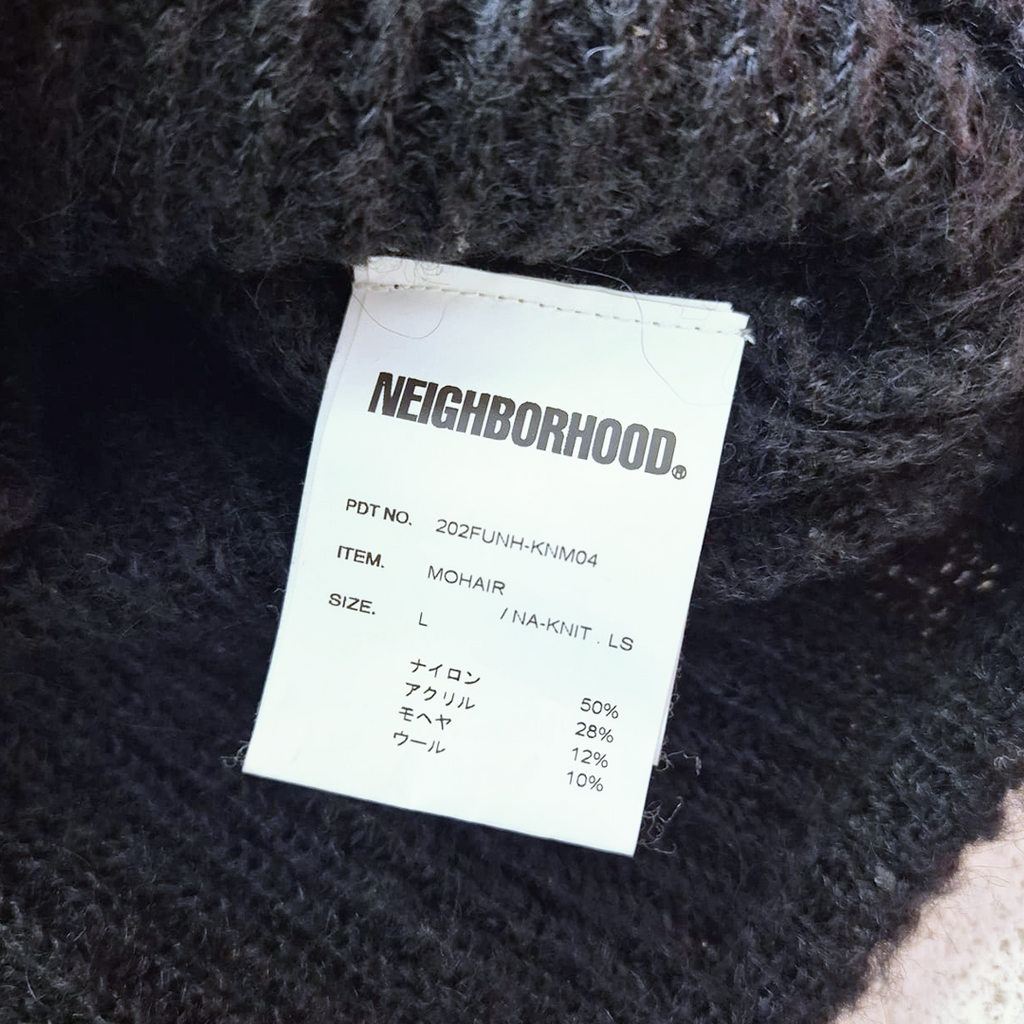 NEIGHBORHOOD®
PDT NO. 202FUNH-KNM04
ITEM. MOHAIR
/ NA-KNIT . LS
SIZE. L
ナイロン 50%
アクリル 28%
モヘヤ 12%
ウール 10%